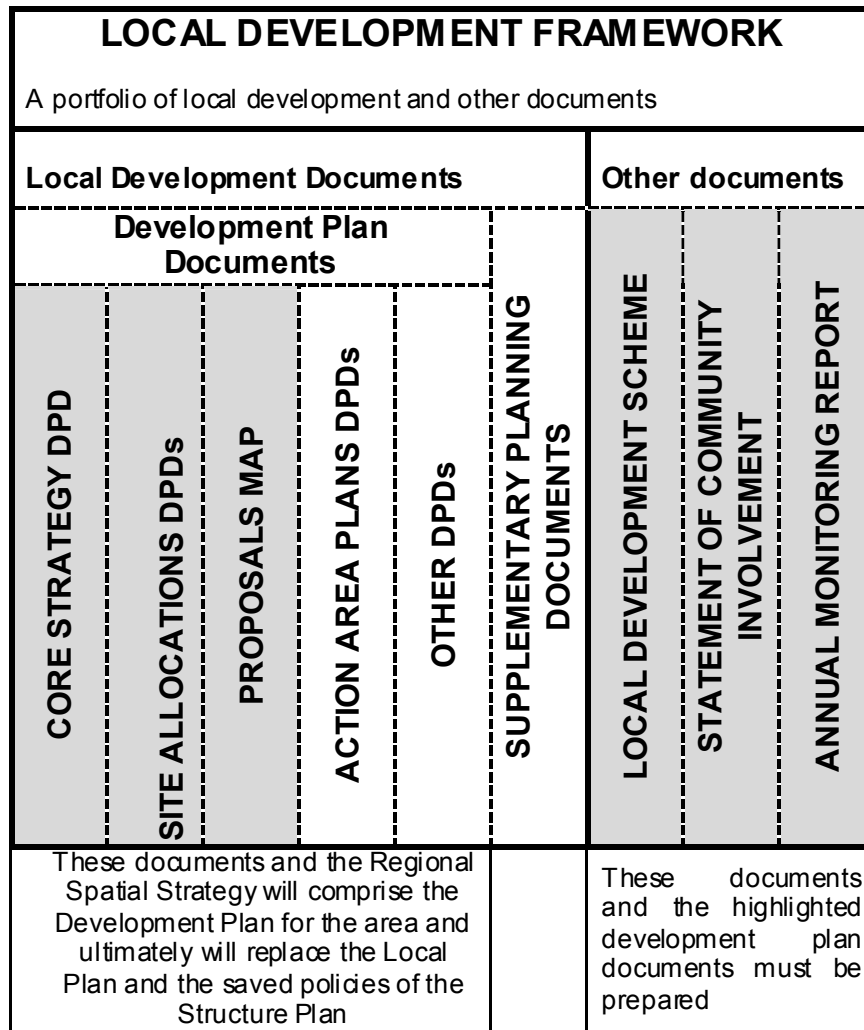 LOCAL DEVELOPMENT FRAMEWORK
A portfolio of local development and other documents
Local Development Documents
Other documents
Development Plan
Documents
CORE STRATEGY DPD
SITE ALLOCATIONS DPDs
PROPOSALS MAP
ACTION AREA PLANS DPDs
OTHER DPDs
SUPPLEMENTARY PLANNING
DOCUMENTS
LOCAL DEVELOPMENT SCHEME
STATEMENT OF COMMUNITY
INVOLVEMENT
ANNUAL MONITORING REPORT
These documents and the Regional
Spatial Strategy will comprise the
Development Plan for the area and
ultimately will replace the Local
Plan and the saved policies of the
Structure Plan
These documents
and the highlighted
development plan
documents must be
prepared